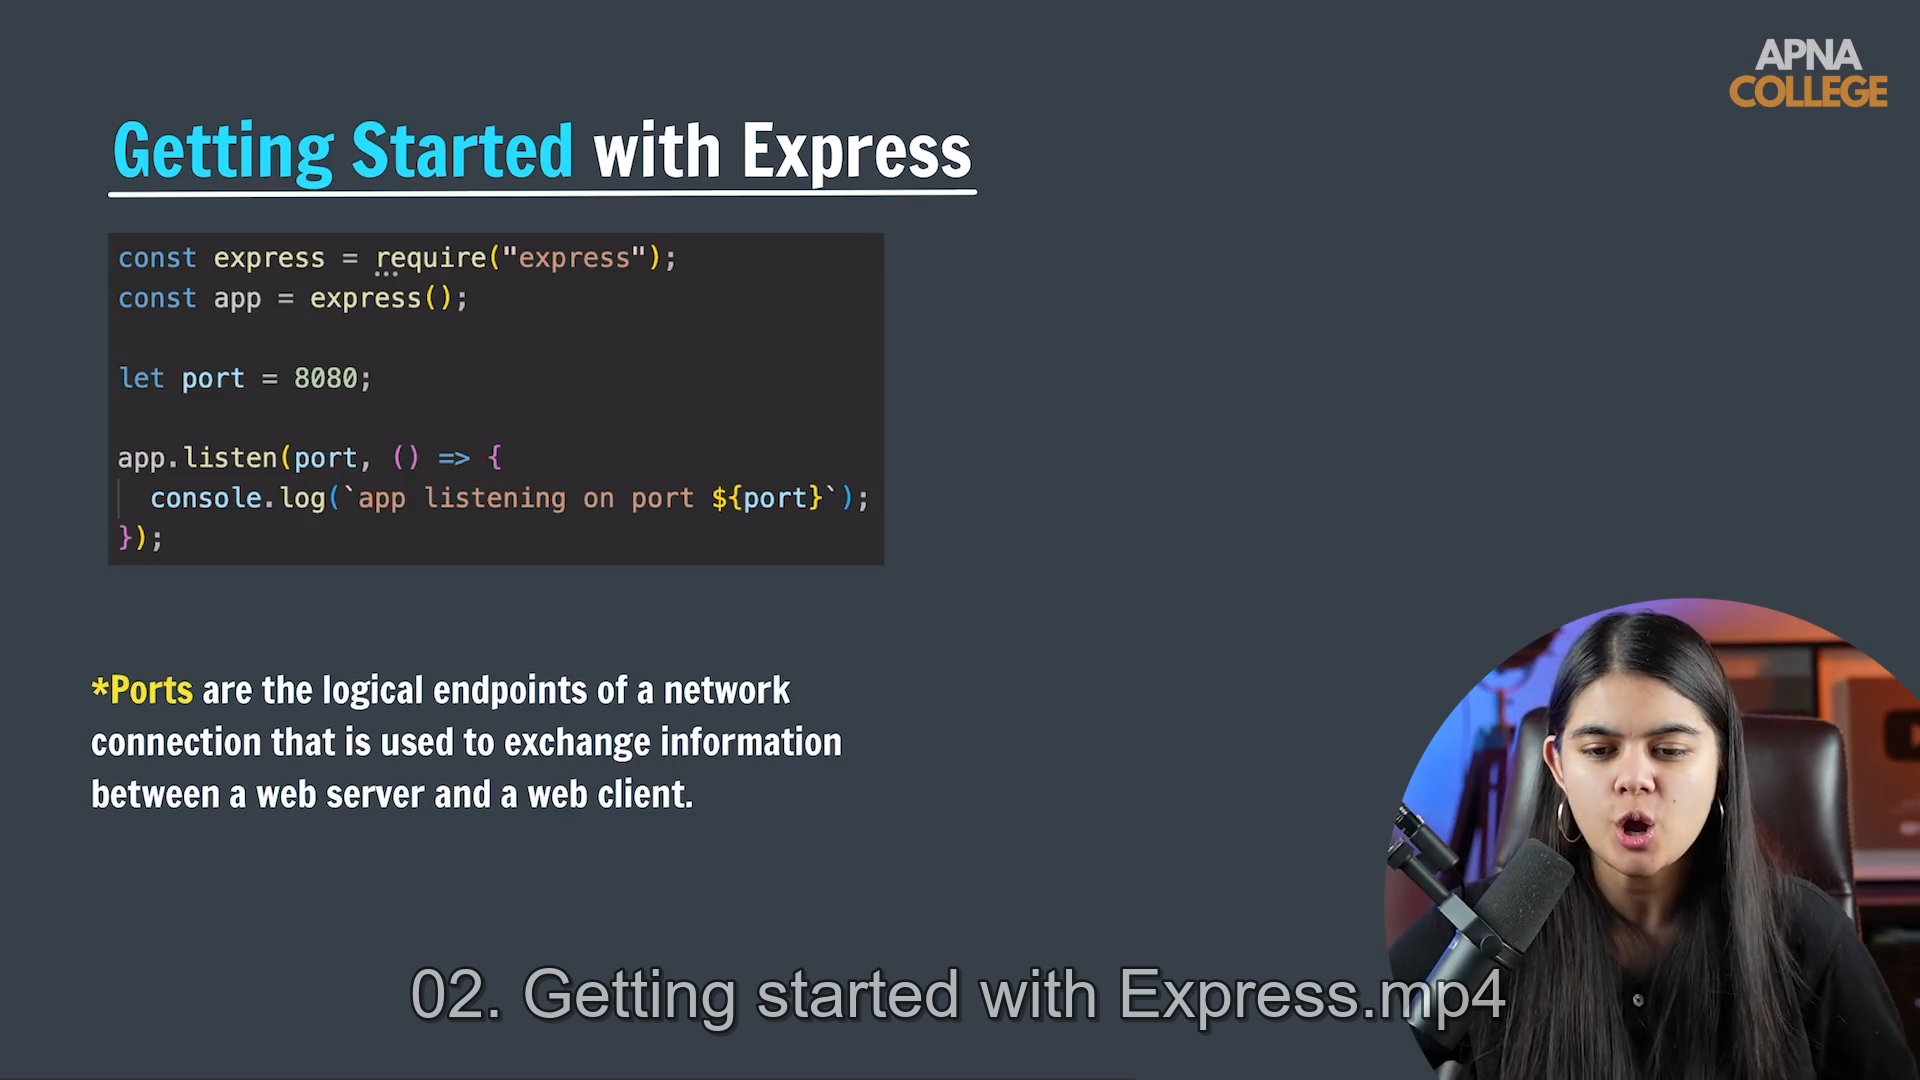 APNA
COLLEGE
Getting Started with Express
const express = require("express");
const app = express();
let port = 8080;
app.listen(port, () => {
console.log(`app listening on port ${port}`);
});
*Ports are the logical endpoints of a network
connection that is used to exchange information
between a web server and a web client.
02. Getting started with Express.mp4